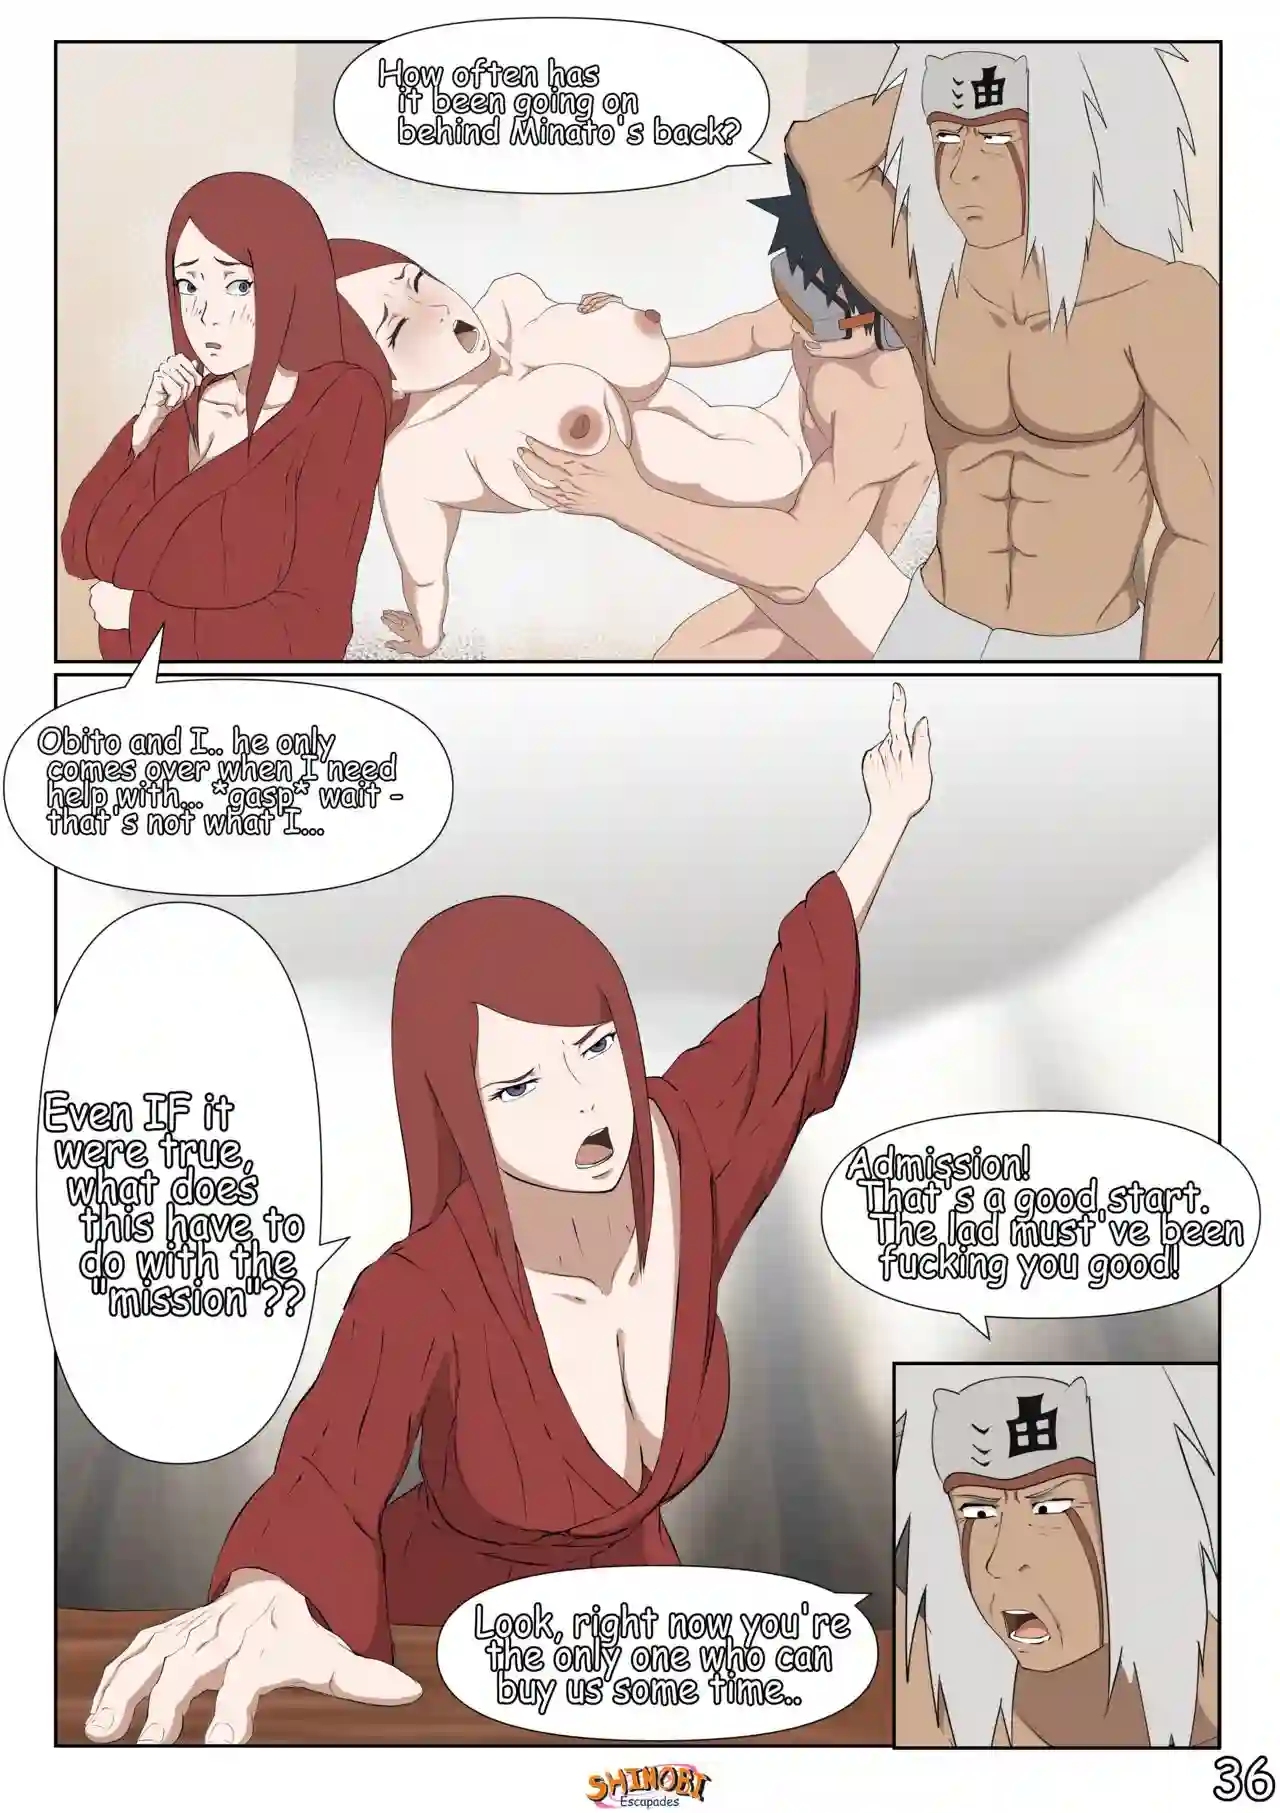 How often has
it been going on
behind Minato's back?
Obito and I.. he only
comes over when I need
help with... *gasp* wait -
that's not what I...
Even IF it
were true,
what does
this have to
do with the
"mission"??
Admission!
That's a good start.
The lad must've been
fucking you good!
Look, right now you're
the only one who can
buy us some time..
油
由
SHINOBI
Escapades
36